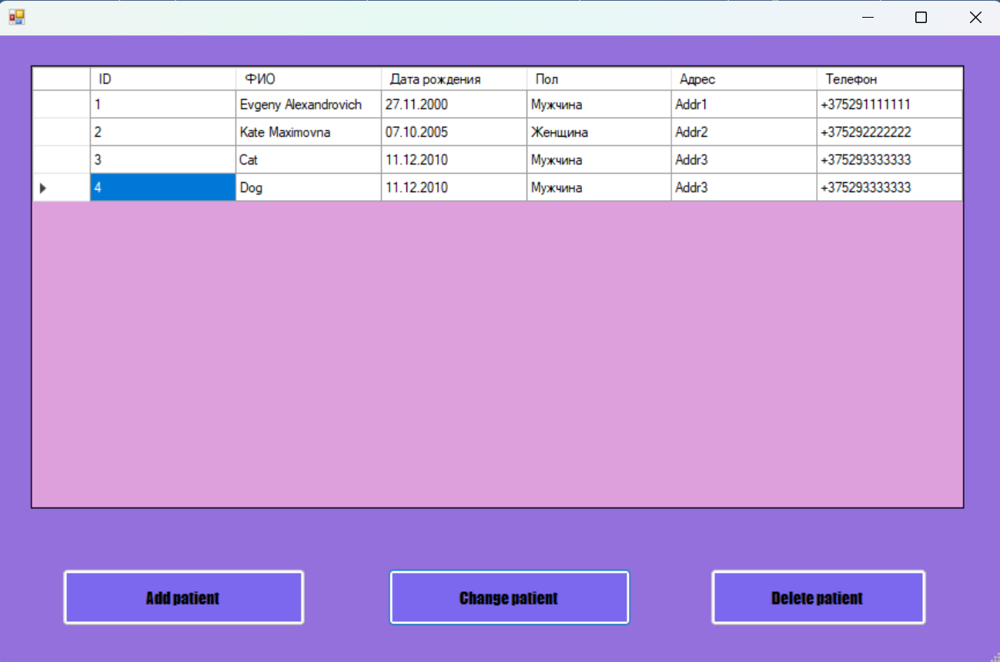 ID ФИО Дата рождения Пол Адрес Телефон
1 Evgeny Alexandrovich 27.11.2000 Мужчина Addr1 +375291111111
2 Kate Maximovna 07.10.2005 Женщина Addr2 +375292222222
3 Cat 11.12.2010 Мужчина Addr3 +375293333333
4 Dog 11.12.2010 Мужчина Addr3 +375293333333
Add patient Change patient Delete patient